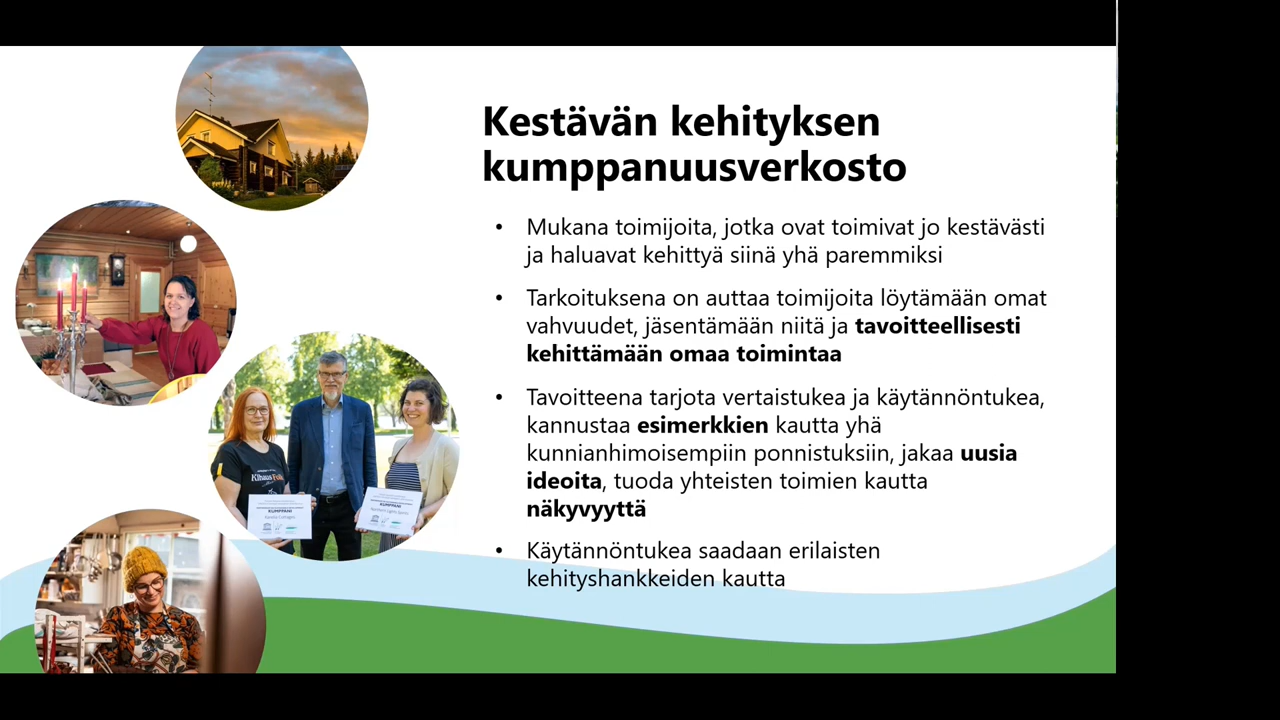 Kestävän kehityksen
kumppanuusverkosto
• Mukana toimijoita, jotka ovat toimivat jo kestävästi
ja haluavat kehittyä siinä yhä paremmiksi
• Tarkoituksena on auttaa toimijoita löytämään omat
vahvuudet, jäsentämään niitä ja tavoitteellisesti
kehittämään omaa toimintaa
• Tavoitteena tarjota vertaistukea ja käytännöntukea,
kannustaa esimerkkien kautta yhä
kunnianhimoisempiin ponnistuksiin, jakaa uusia
ideoita, tuoda yhteisten toimien kautta
näkyvyyttä
• Käytännöntukea saadaan erilaisten
kehityshankkeiden kautta
KUMPPANI
KUMPPANI